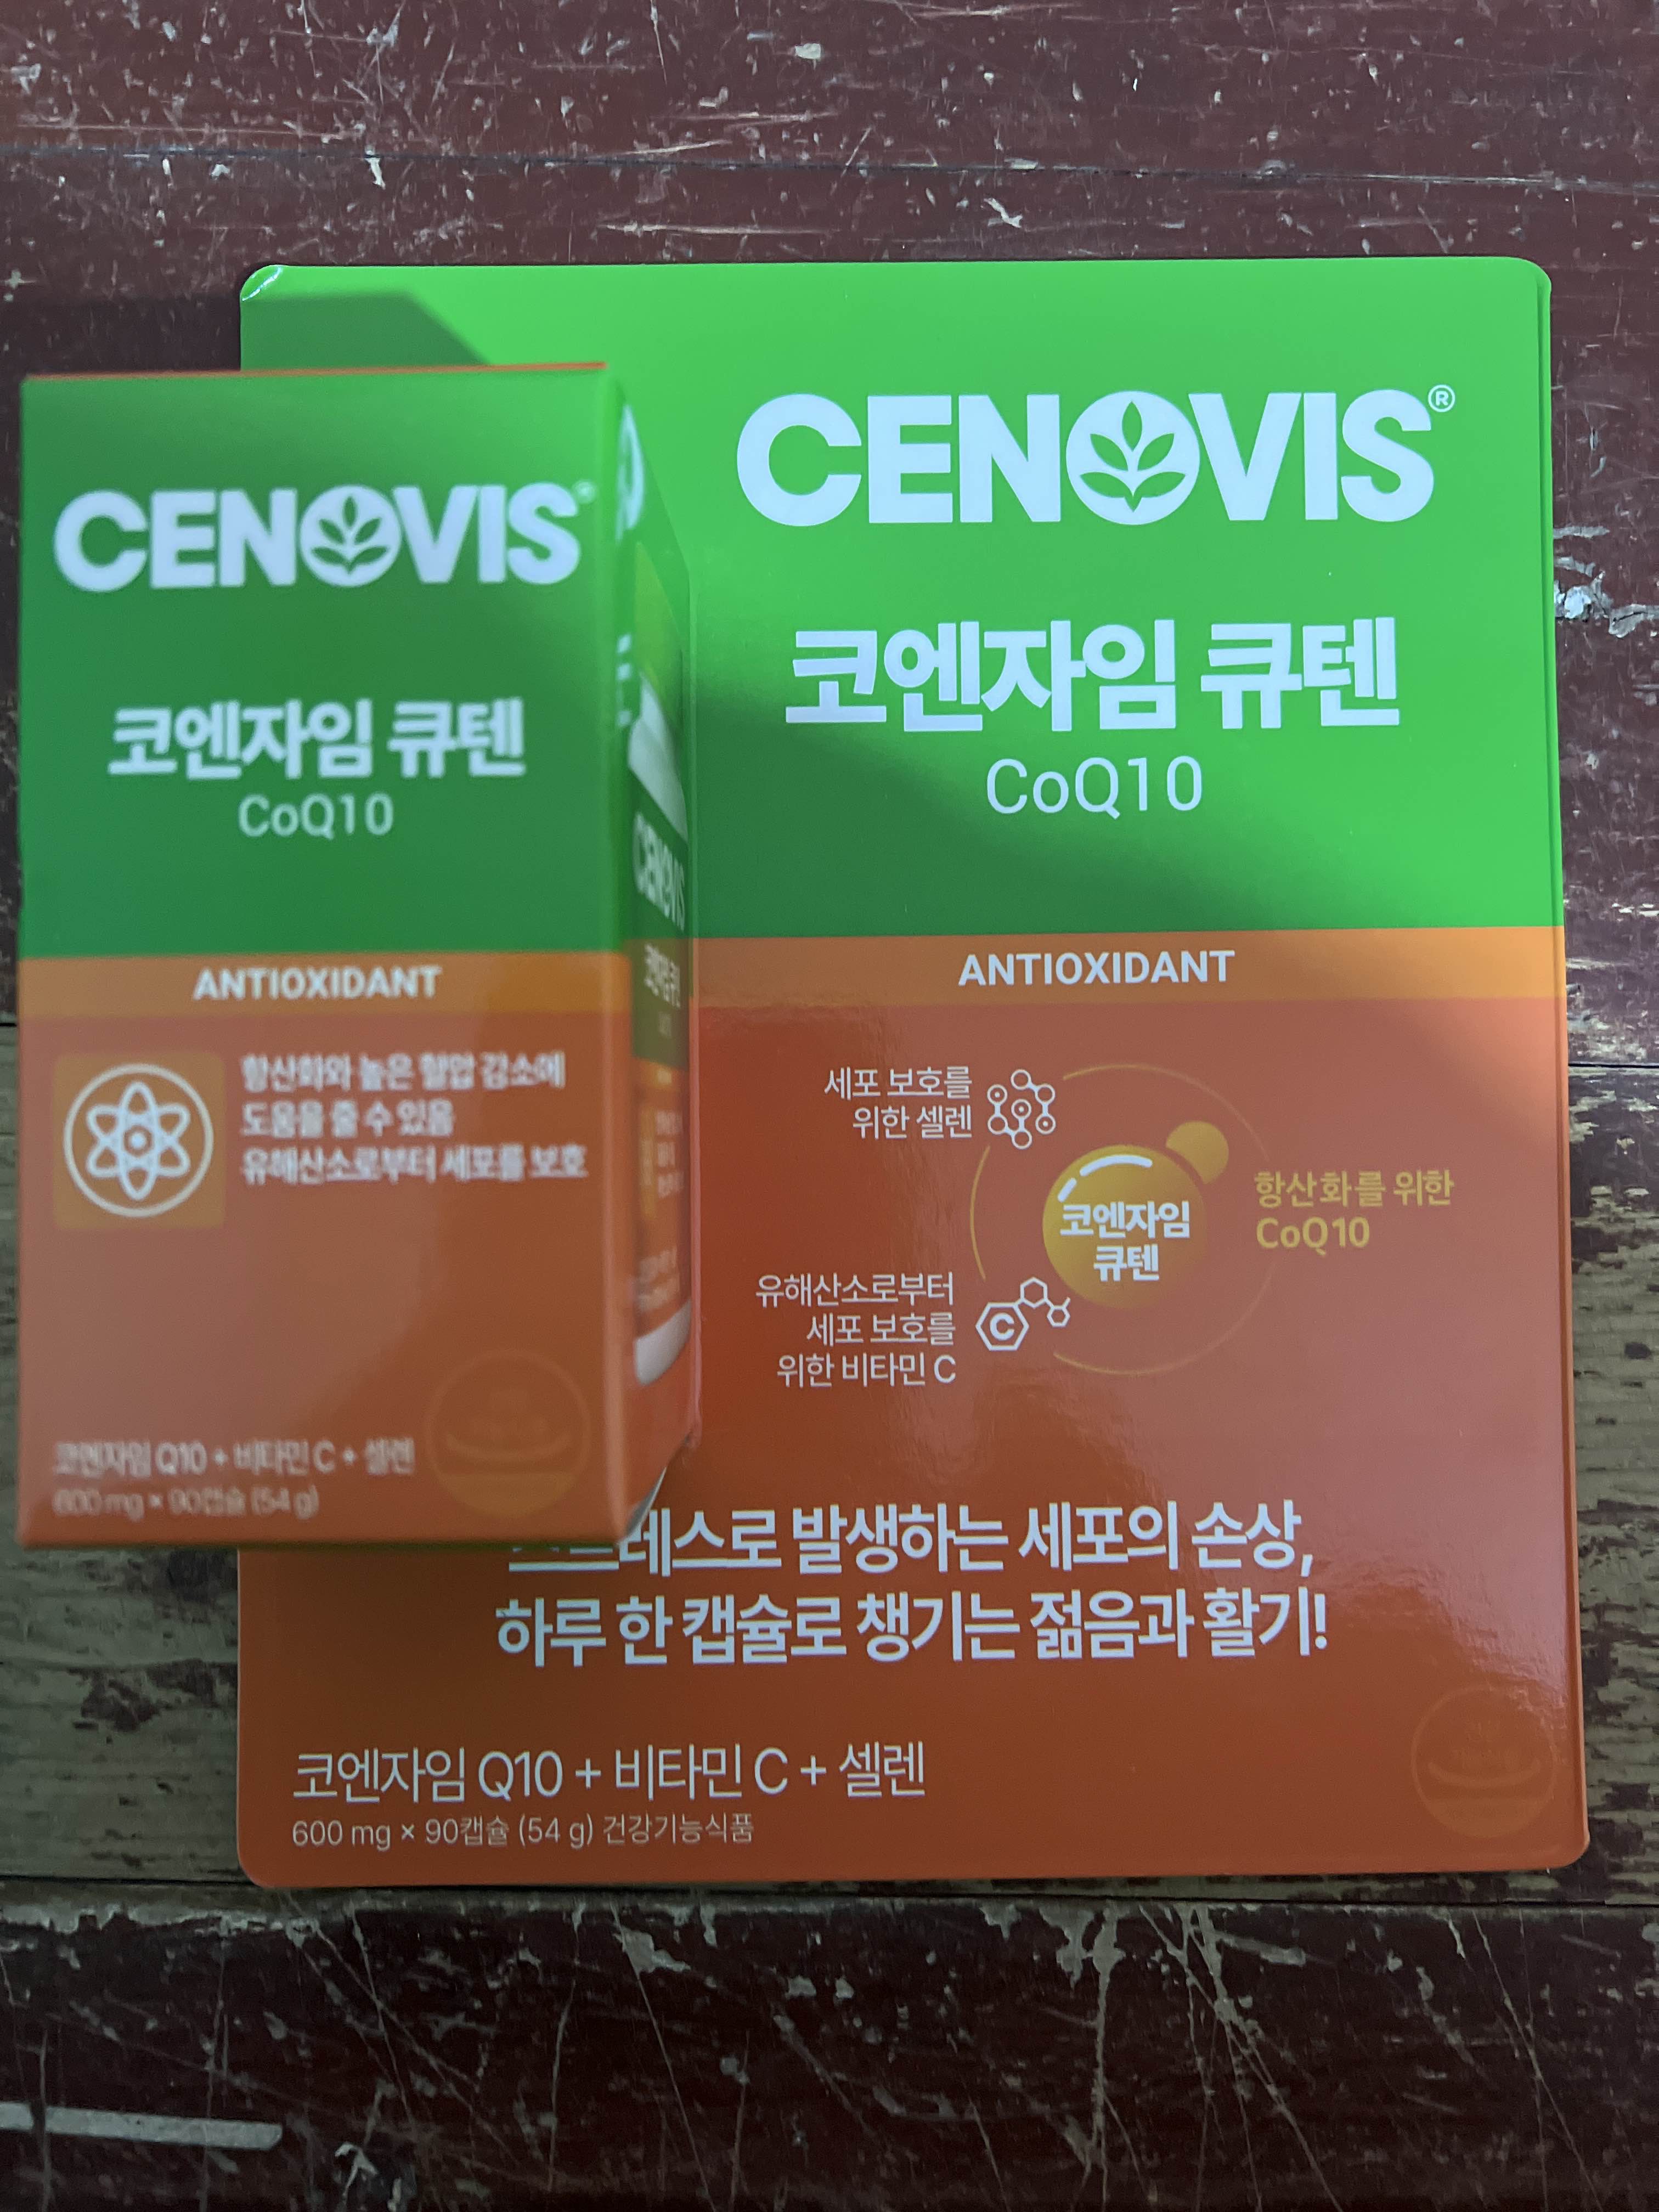 CENOVIS®
코엔자임 큐텐
CoQ10
ANTIOXIDANT
항산화와 높은 혈압 감소에
도움을 줄 수 있음
유해산소로부터 세포를 보호
코엔자임 Q10 + 비타민 C + 셀렌
600 mg × 90캡슐 (54 g)
CENOVIS
CENOVIS®
코엔자임 큐텐
CoQ10
ANTIOXIDANT
세포 보호를
위한 셀렌
코엔자임
큐텐
항산화를 위한
CoQ10
유해산소로부터
세포 보호를
위한 비타민 C
C
발생하는 세포의 손상,
하루 한 캡슐로 챙기는 젊음과 활기!
코엔자임 Q10 + 비타민 C + 셀렌
600 mg × 90캡슐 (54 g) 건강기능식품